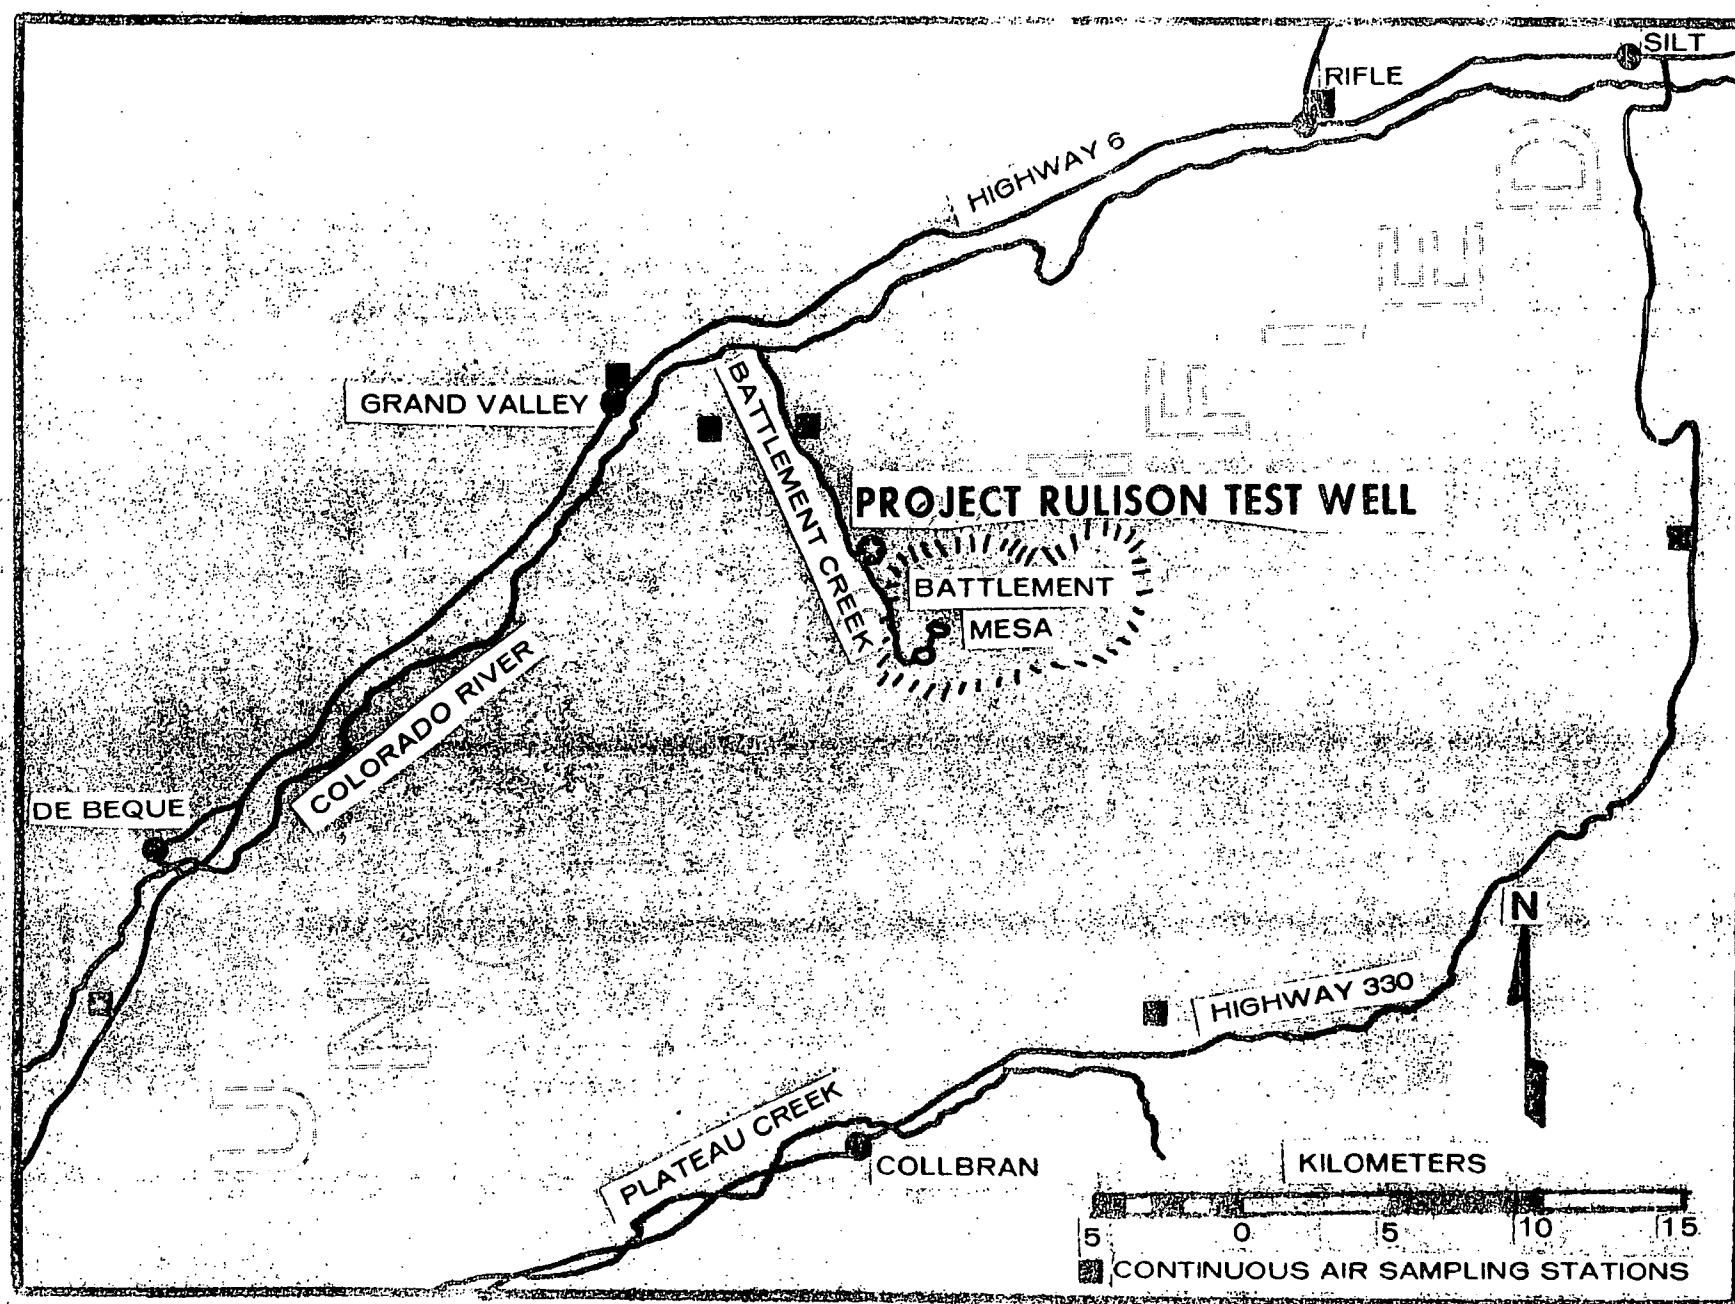 SILT
RIFLE
HIGHWAY 6
GRAND VALLEY
BATTLEMENT CREEK
PROJECT RULISON TEST WELL
BATTLEMENT
MESA
COLORADO RIVER
DE BEQUE
N
HIGHWAY 330
PLATEAU CREEK
COLLBRAN
KILOMETERS
5 0 5 10 15
CONTINUOUS AIR SAMPLING STATIONS
UNCLASSIFIED